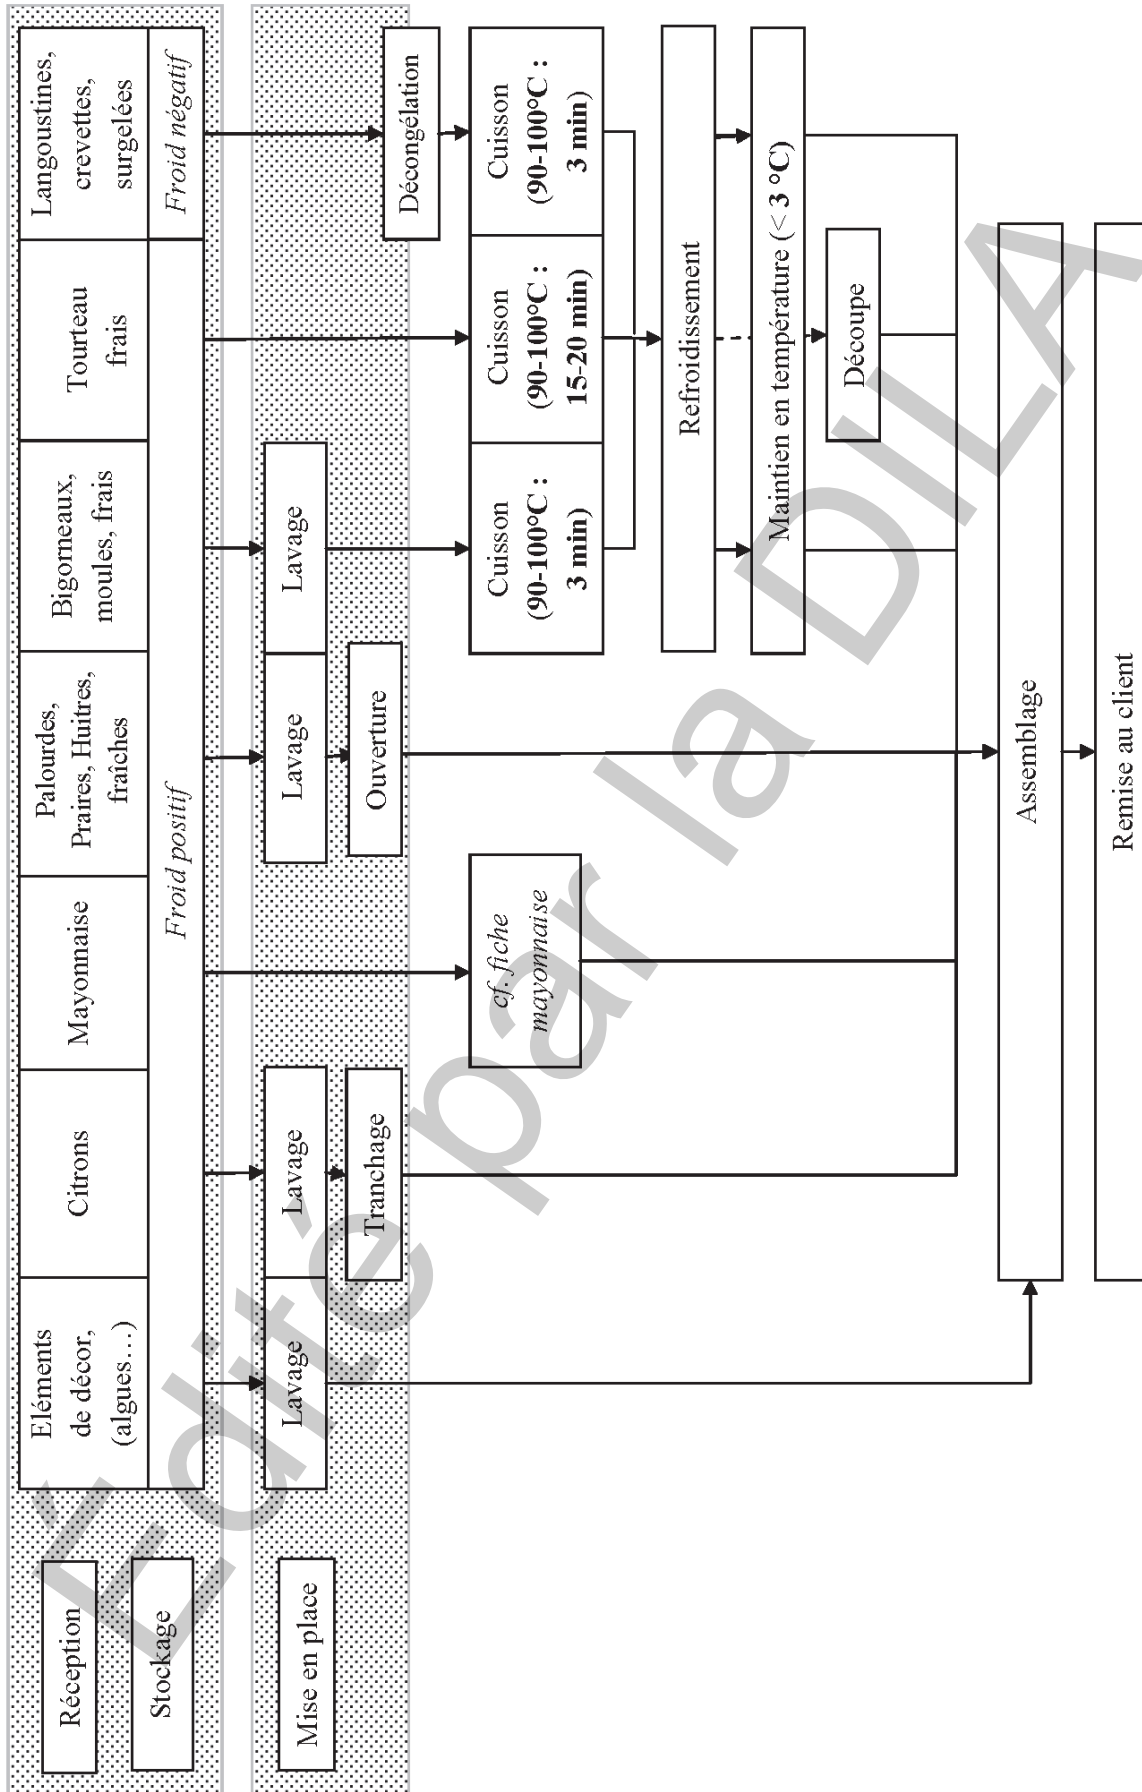 Réception
Stockage
Eléments
de décor,
(algues…)
Citrons
Mayonnaise
Palourdes,
Praires, Huitres,
fraîches
Bigorneaux,
moules, frais
Tourteau
frais
Langoustines,
crevettes,
surgelées
Froid positif
Froid négatif
Mise en place
Lavage
Lavage
Lavage
Lavage
Tranchage
Ouverture
Décongélation
cf. fiche
mayonnaise
Cuisson
(90-100°C :
3 min)
Cuisson
(90-100°C :
15-20 min)
Cuisson
(90-100°C :
3 min)
Refroidissement
Maintien en température (< 3 °C)
Découpe
Assemblage
Remise au client
Édité par la DILA